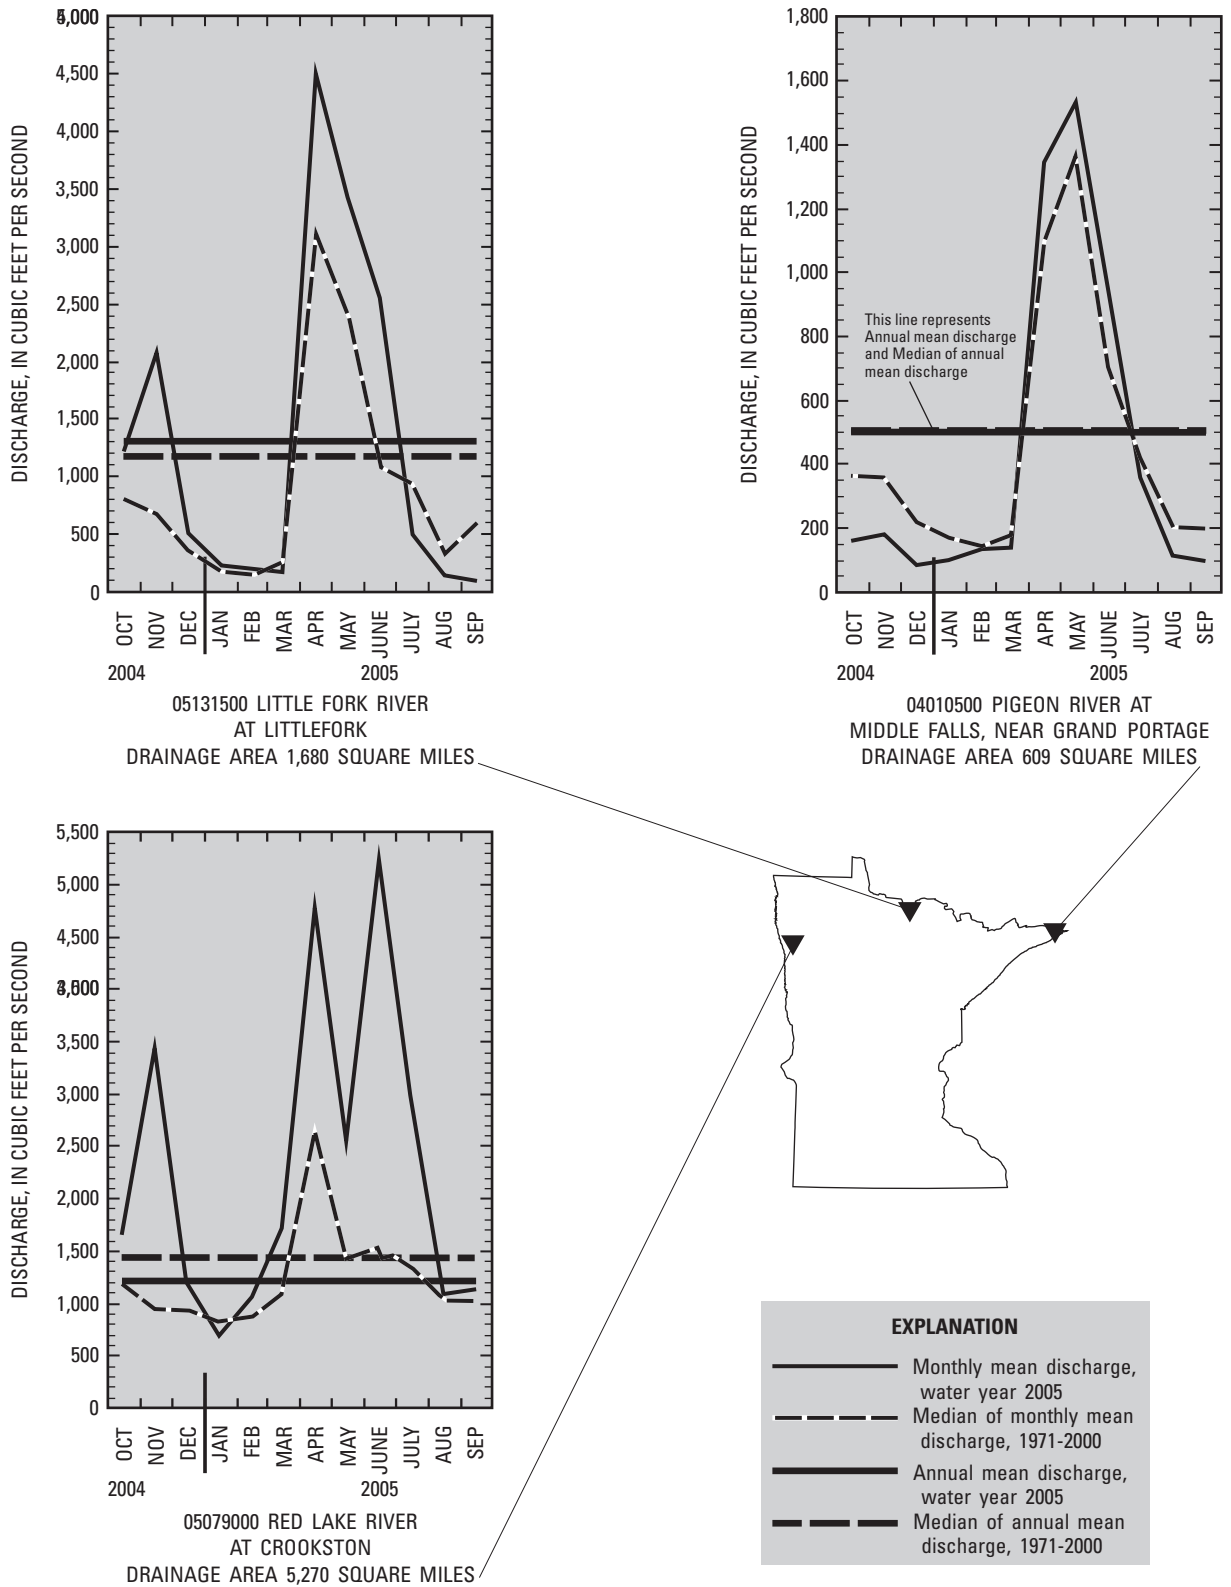 DISCHARGE, IN CUBIC FEET PER SECOND
5,000
4,500
4,000
3,500
3,000
2,500
2,000
1,500
1,000
500
0
OCT
NOV
DEC
JAN
FEB
MAR
APR
MAY
JUNE
JULY
AUG
SEP
2004
2005
05131500 LITTLE FORK RIVER
AT LITTLEFORK
DRAINAGE AREA 1,680 SQUARE MILES
DISCHARGE, IN CUBIC FEET PER SECOND
1,800
1,600
1,400
1,200
1,000
800
600
400
200
0
This line represents
Annual mean discharge
and Median of annual
mean discharge
OCT
NOV
DEC
JAN
FEB
MAR
APR
MAY
JUNE
JULY
AUG
SEP
2004
2005
04010500 PIGEON RIVER AT
MIDDLE FALLS, NEAR GRAND PORTAGE
DRAINAGE AREA 609 SQUARE MILES
DISCHARGE, IN CUBIC FEET PER SECOND
5,500
5,000
4,500
3,500
3,000
2,500
2,000
1,500
1,000
500
0
OCT
NOV
DEC
JAN
FEB
MAR
APR
MAY
JUNE
JULY
AUG
SEP
2004
2005
05079000 RED LAKE RIVER
AT CROOKSTON
DRAINAGE AREA 5,270 SQUARE MILES
EXPLANATION
Monthly mean discharge,
water year 2005
Median of monthly mean
discharge, 1971-2000
Annual mean discharge,
water year 2005
Median of annual mean
discharge, 1971-2000